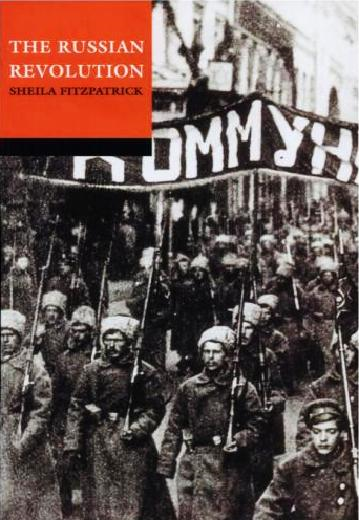 THE RUSSIAN
REVOLUTION
SHEILA FITZPATRICK
КОММУН